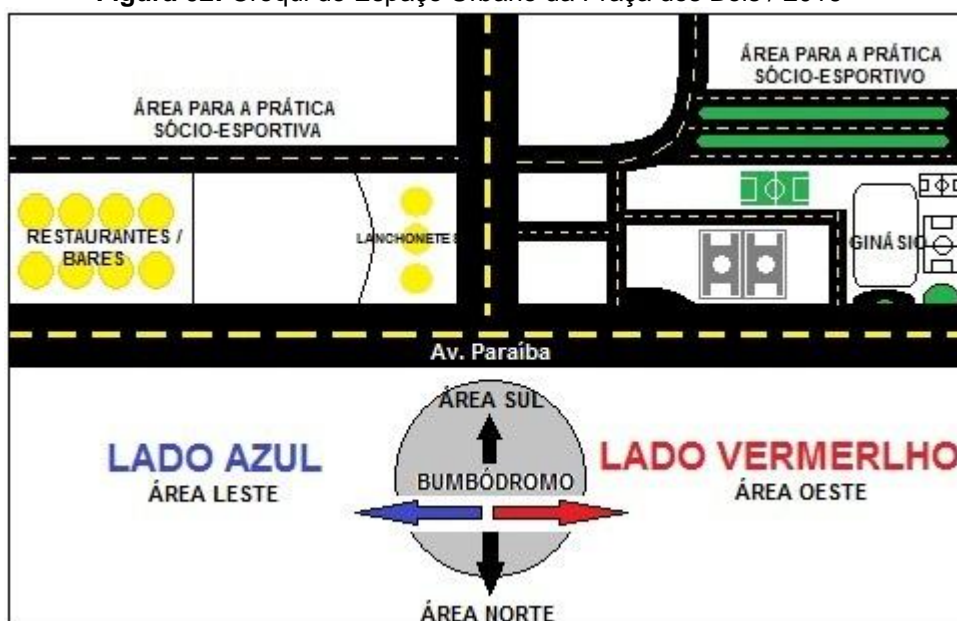 ÁREA PARA A PRÁTICA
SÓCIO-ESPORTIVO
ÁREA PARA A PRÁTICA
SÓCIO-ESPORTIVA
RESTAURANTES /
BARES
LANCHONETES
GINÁSIO
Av. Paraíba
ÁREA SUL
LADO AZUL
ÁREA LESTE
BUMBÓDROMO
LADO VERMERLHO
ÁREA OESTE
ÁREA NORTE